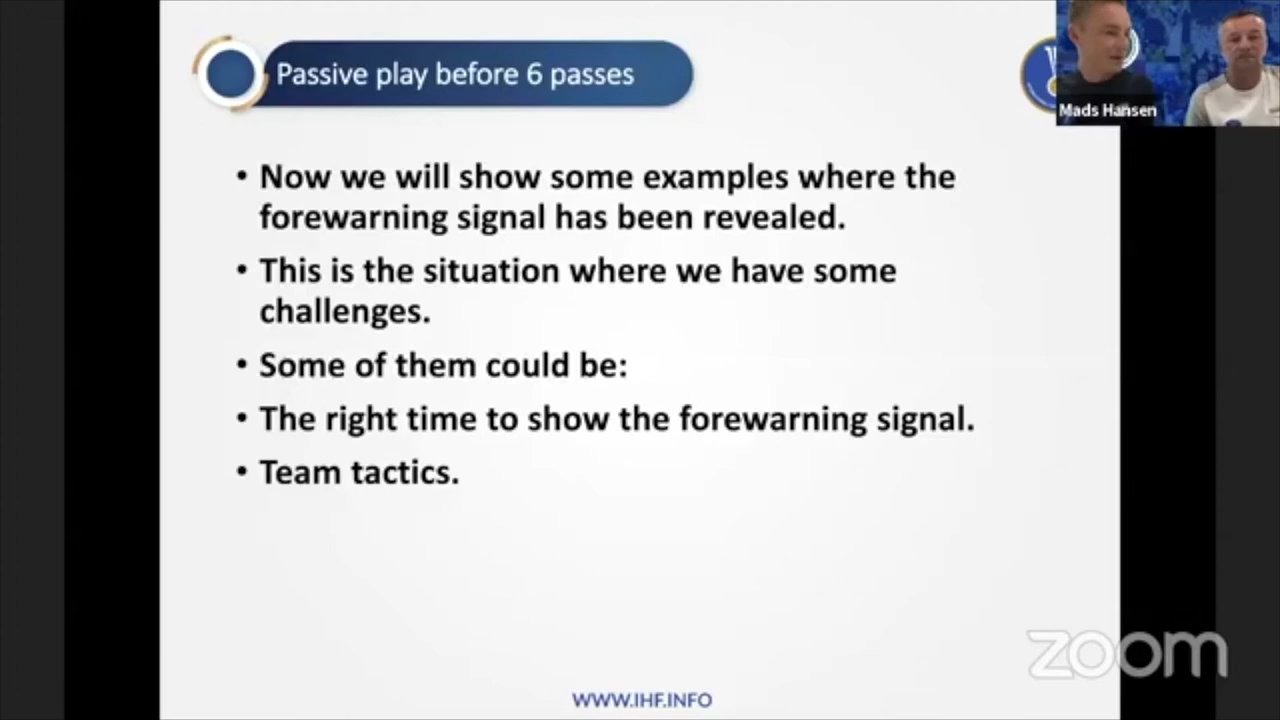 Passive play before 6 passes
Mads Hansen
• Now we will show some examples where the
forewarning signal has been revealed.
• This is the situation where we have some
challenges.
• Some of them could be:
• The right time to show the forewarning signal.
• Team tactics.
zoom
WWW.IHF.INFO